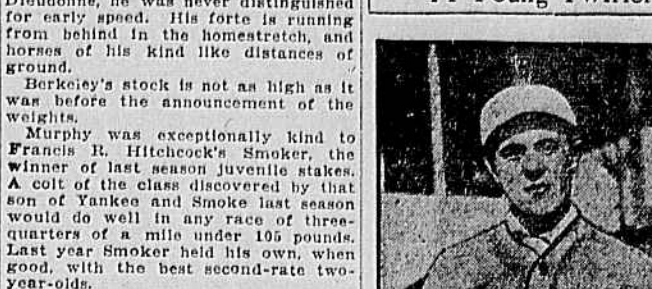 Dieudonne, he was never distinguished
for early speed. His forte is running
from behind in the homestretch, and
horses of his kind like distances of
ground.
Berkeley's stock is not as high as it
was before the announcement of the
weights.
Murphy was exceptionally kind to
Francis R. Hitchcock's Smoker, the
winner of last season juvenile stakes.
A colt of the class discovered by that
son of Yankee and Smoke last season
would do well in any race of three-
quarters of a mile under 105 pounds.
Last year Smoker held his own, when
good, with the best second-rate two-
year-olds.
Young